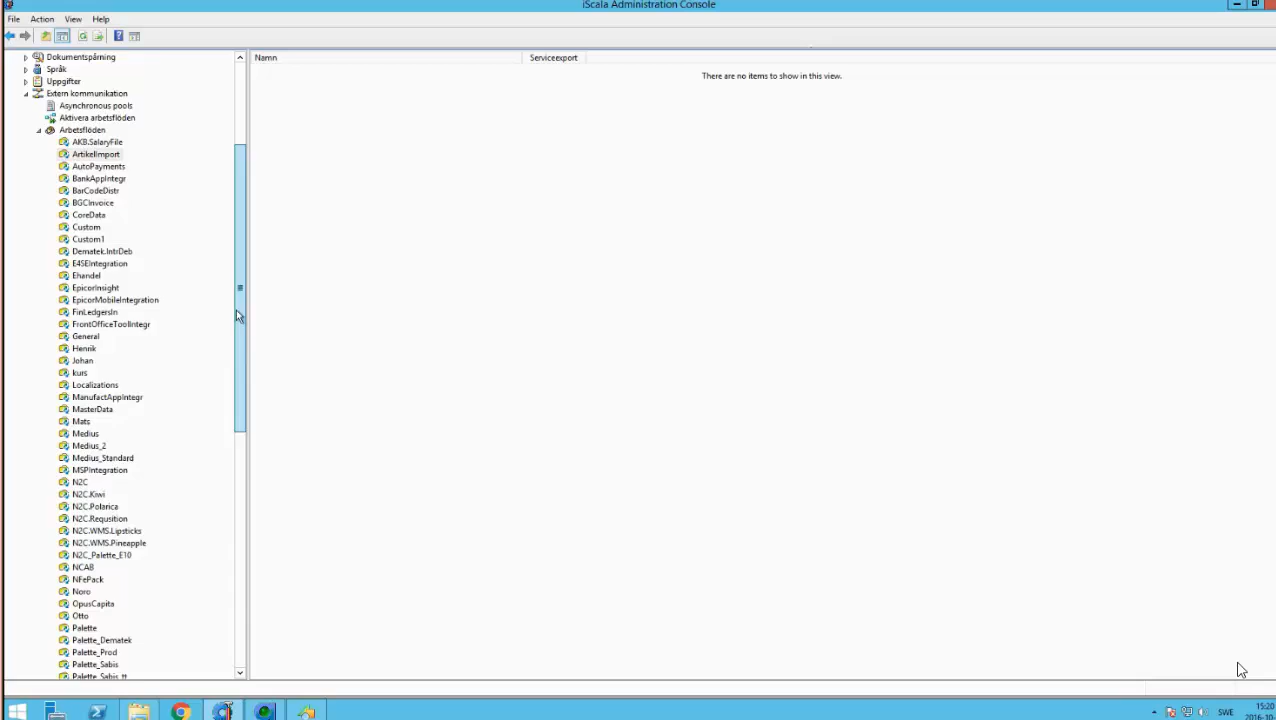 iScala Administration Console
File Action View Help
Namn Serviceexport
There are no items to show in this view.
Dokumentspårning
Språk
Uppgifter
Extern kommunikation
Asynchronous pools
Aktivera arbetsflöden
Arbetsflöden
AKB.SalaryFile
ArtikelImport
AutoPayments
BankAppIntegr
BarCodeDistr
BGCInvoice
CoreData
Custom
Custom1
Dematek.IntrDeb
E4SEIntegration
Ehandel
EpicorInsight
EpicorMobileIntegration
FinLedgersIn
FrontOfficeToolIntegr
General
Henrik
Johan
kurs
Localizations
ManufactAppIntegr
MasterData
Mats
Medius
Medius_2
Medius_Standard
MSPIntegration
N2C
N2C.Kiwi
N2C.Polarica
N2C.Requsition
N2C.WMS.Lipsticks
N2C.WMS.Pineapple
N2C_Palette_E10
NCAB
NFePack
Noro
OpusCapita
Otto
Palette
Palette_Dematek
Palette_Prod
Palette_Sabis
Palette_Sabis_tt
SWE
15:20
2016-10-